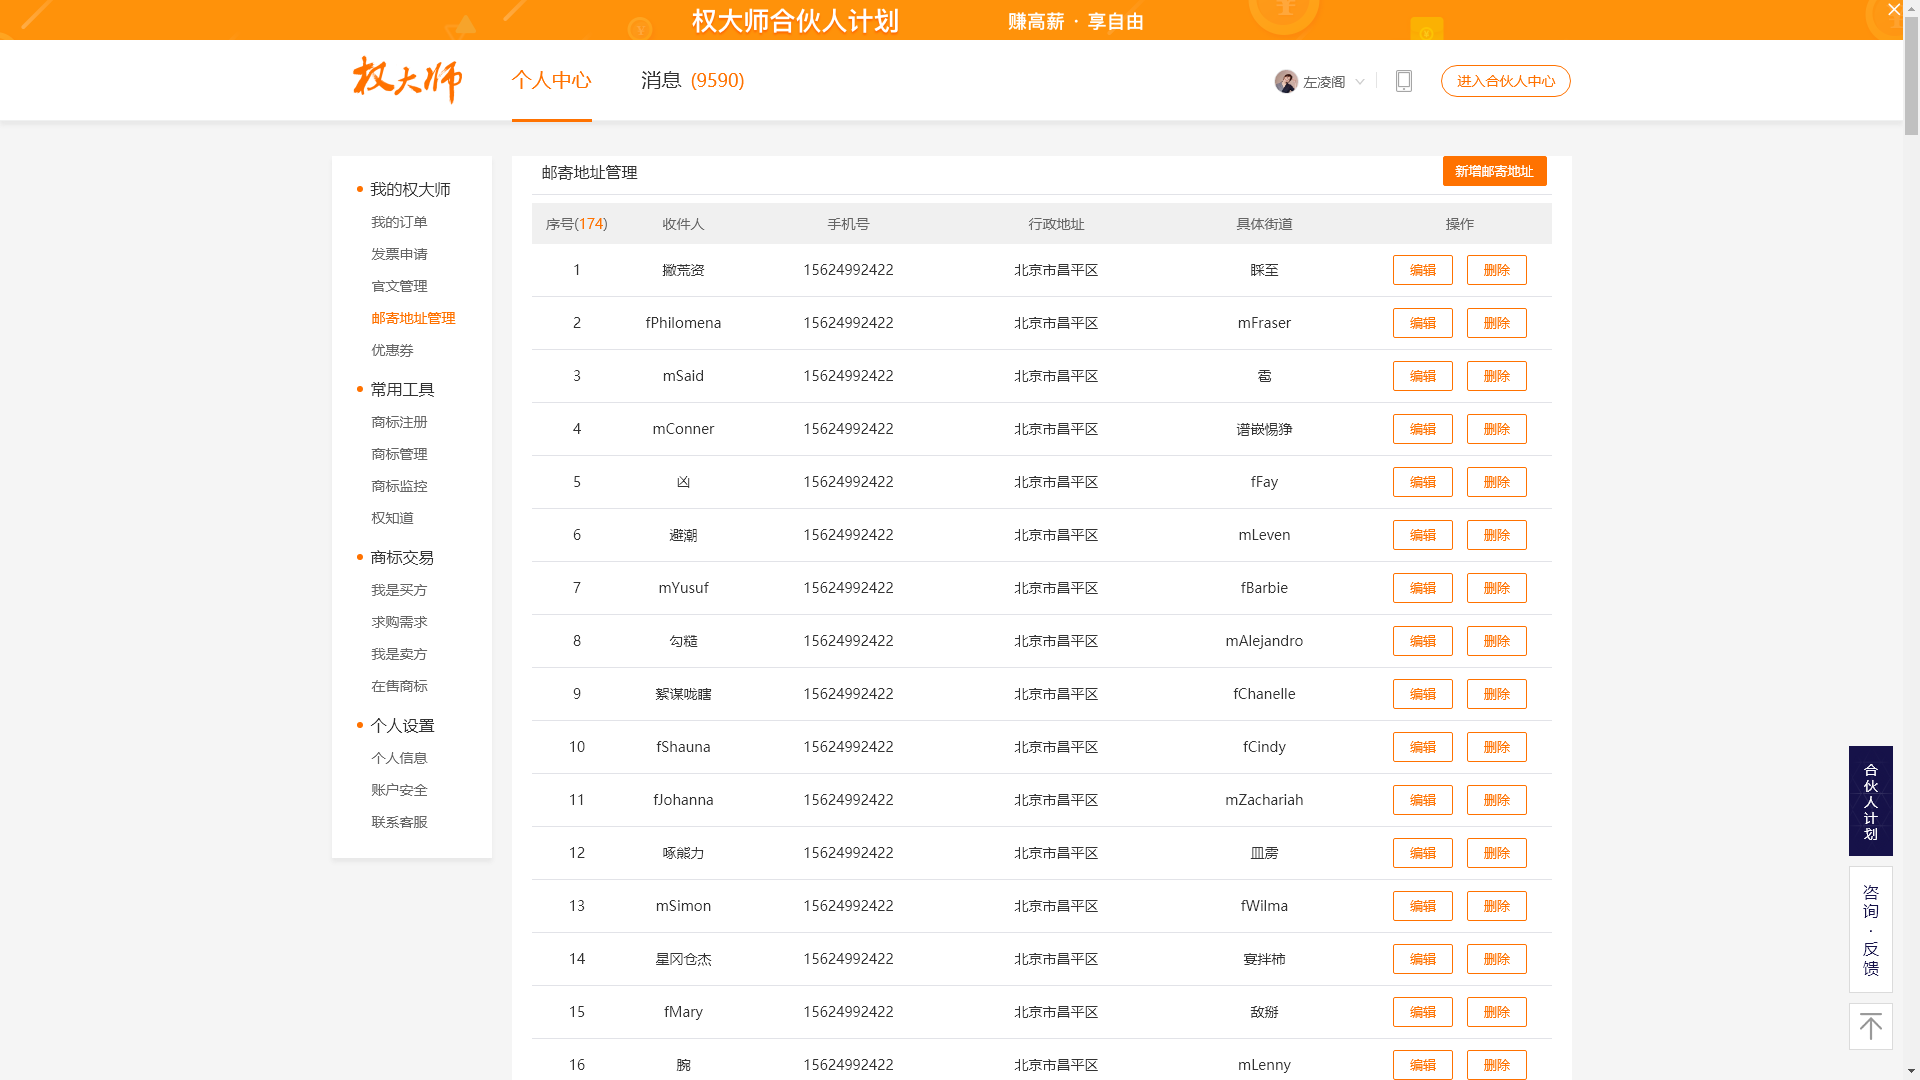 权大师合伙人计划 赚高薪 · 享自由
权大师 个人中心 消息 (9590) 左凌阁 进入合伙人中心
我的权大师
我的订单
发票申请
官文管理
邮寄地址管理
优惠券
常用工具
商标注册
商标管理
商标监控
权知道
商标交易
我是买方
求购需求
我是卖方
在售商标
个人设置
个人信息
账户安全
联系客服
邮寄地址管理 新增邮寄地址
序号(174) 收件人 手机号 行政地址 具体街道 操作
1 撇荒资 15624992422 北京市昌平区 睬至 编辑 删除
2 fPhilomena 15624992422 北京市昌平区 mFraser 编辑 删除
3 mSaid 15624992422 北京市昌平区 雹 编辑 删除
4 mConner 15624992422 北京市昌平区 谱嵌惕狰 编辑 删除
5 凶 15624992422 北京市昌平区 fFay 编辑 删除
6 避潮 15624992422 北京市昌平区 mLeven 编辑 删除
7 mYusuf 15624992422 北京市昌平区 fBarbie 编辑 删除
8 勾糙 15624992422 北京市昌平区 mAlejandro 编辑 删除
9 絮谋咙瞎 15624992422 北京市昌平区 fChanelle 编辑 删除
10 fShauna 15624992422 北京市昌平区 fCindy 编辑 删除
11 fJohanna 15624992422 北京市昌平区 mZachariah 编辑 删除
12 啄能力 15624992422 北京市昌平区 皿虏 编辑 删除
13 mSimon 15624992422 北京市昌平区 fWilma 编辑 删除
14 星冈仓杰 15624992422 北京市昌平区 宴拌柿 编辑 删除
15 fMary 15624992422 北京市昌平区 敌掰 编辑 删除
16 腕 15624992422 北京市昌平区 mLenny 编辑 删除
合伙人计划
咨询·反馈